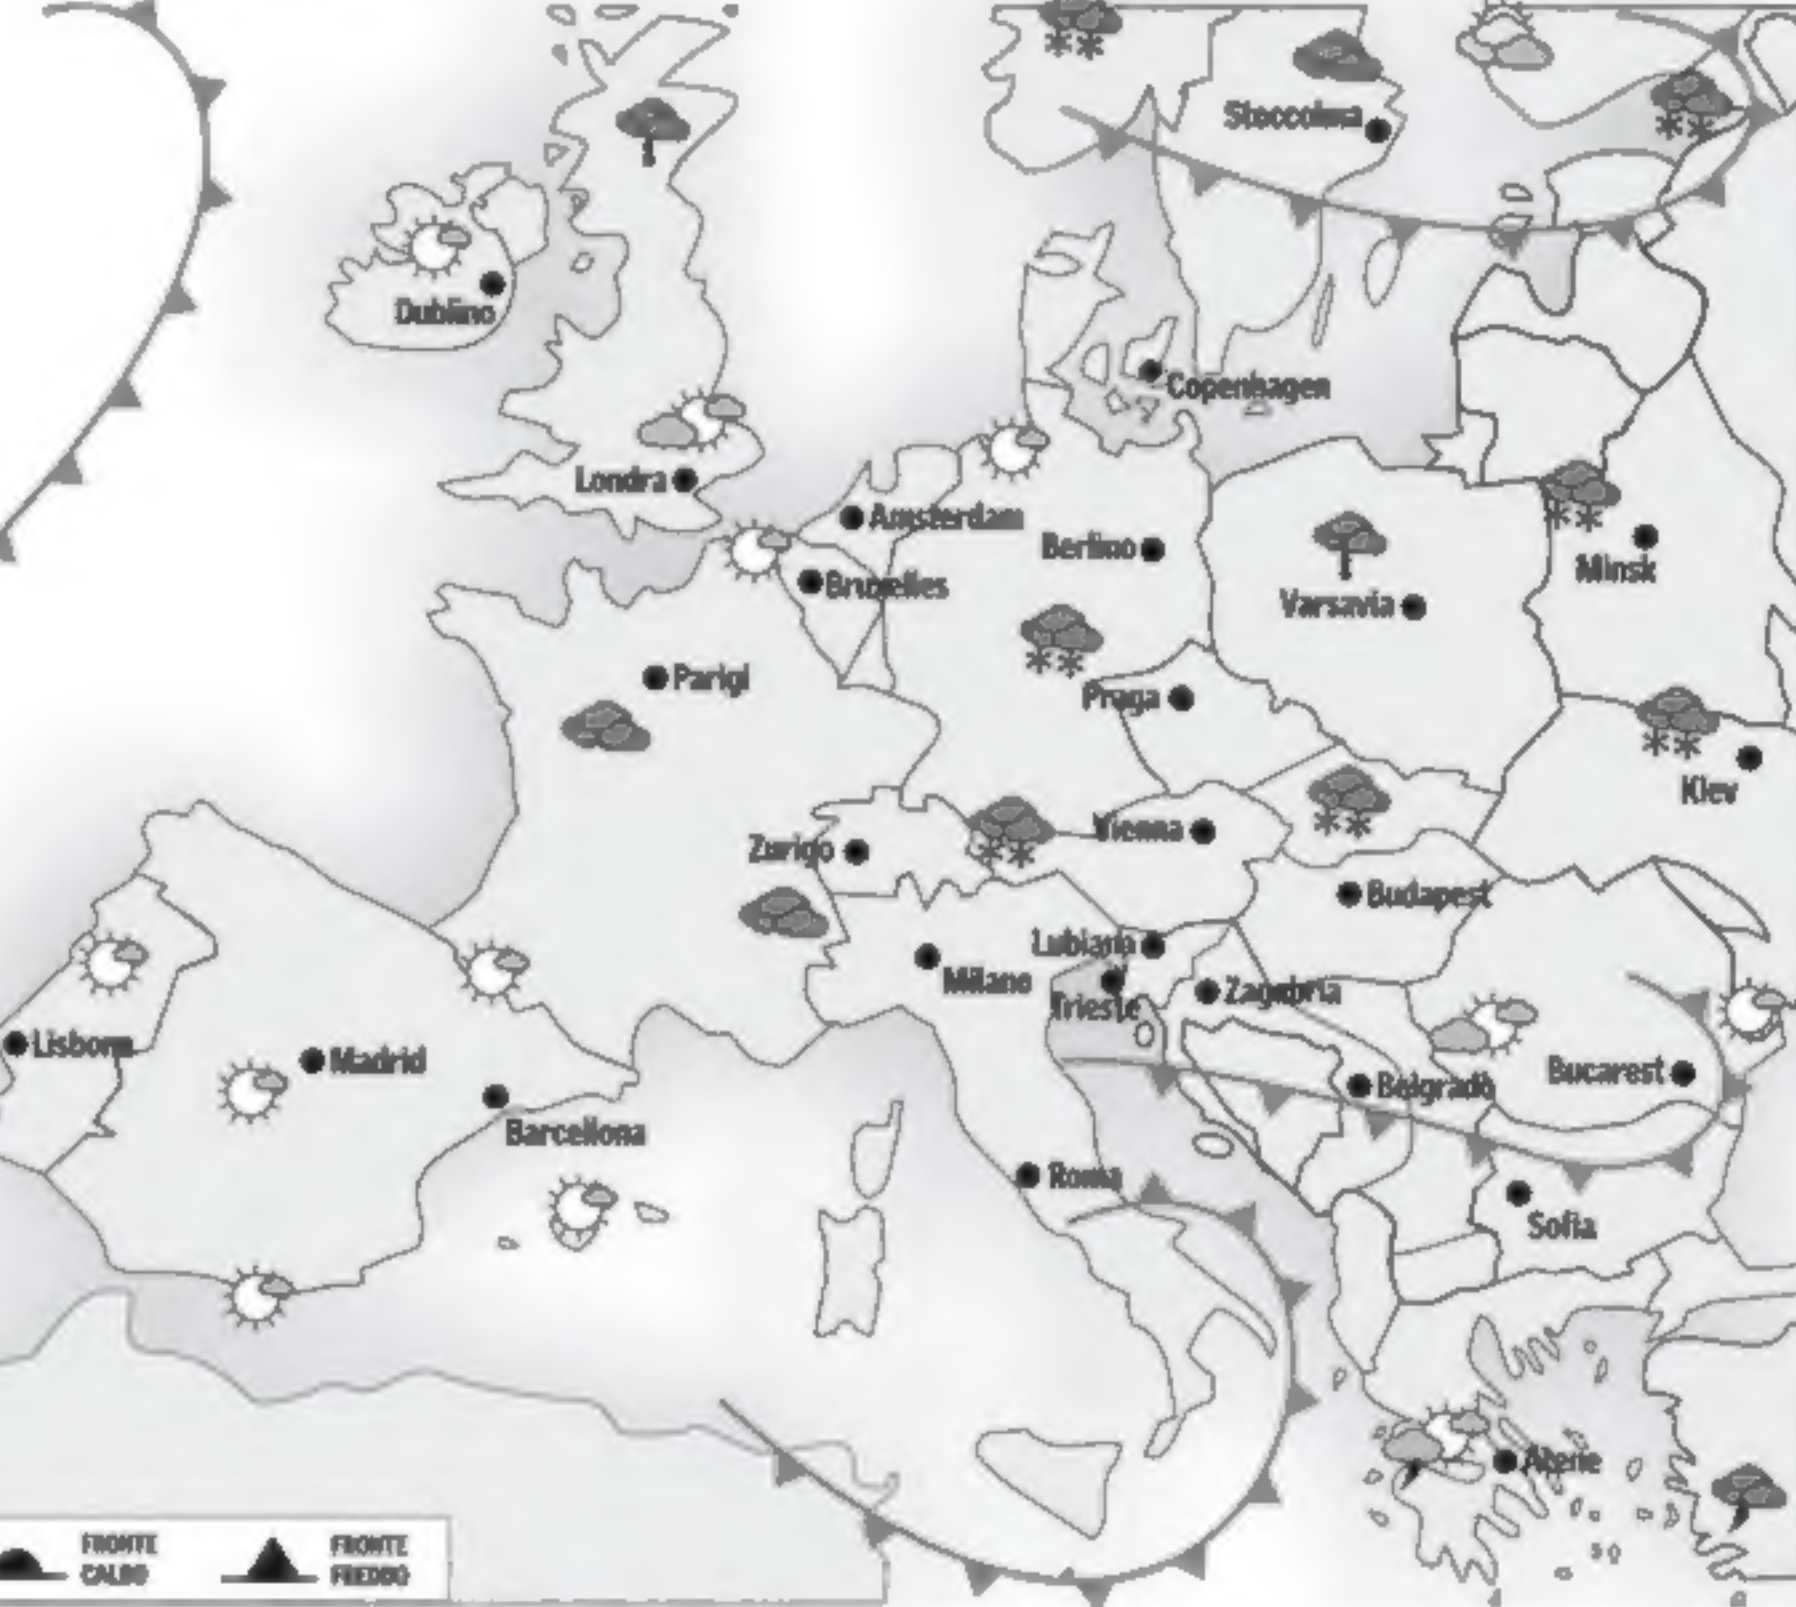 Stoccolma
Dublino
Copenhagen
Londra
Amsterdam
Berlino
Bruxelles
Minsk
Varsavia
Parigi
Praga
Kiev
Vienna
Zurigo
Budapest
Lubiana
Milano
Zagabria
Trieste
Lisbona
Madrid
Bucarest
Belgrado
Barcellona
Roma
Sofia
Atene
FRONTE
CALDO
FRONTE
FREDDO